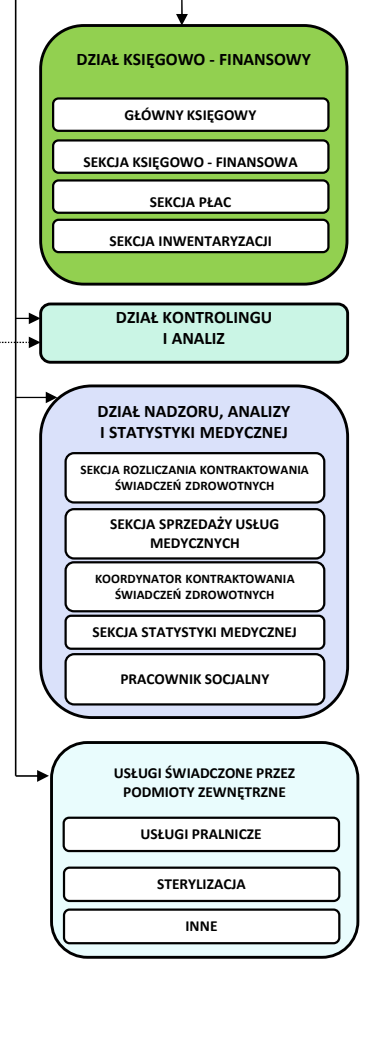 DZIAŁ KSIĘGOWO - FINANSOWY
GŁÓWNY KSIĘGOWY
SEKCJA KSIĘGOWO - FINANSOWA
SEKCJA PŁAC
SEKCJA INWENTARYZACJI
DZIAŁ KONTROLINGU
I ANALIZ
DZIAŁ NADZORU, ANALIZY
I STATYSTYKI MEDYCZNEJ
SEKCJA ROZLICZANIA KONTRAKTOWANIA
ŚWIADCZEŃ ZDROWOTNYCH
SEKCJA SPRZEDAŻY USŁUG
MEDYCZNYCH
KOORDYNATOR KONTRAKTOWANIA
ŚWIADCZEŃ ZDROWOTNYCH
SEKCJA STATYSTYKI MEDYCZNEJ
PRACOWNIK SOCJALNY
USŁUGI ŚWIADCZONE PRZEZ
PODMIOTY ZEWNĘTRZNE
USŁUGI PRALNICZE
STERYLIZACJA
INNE